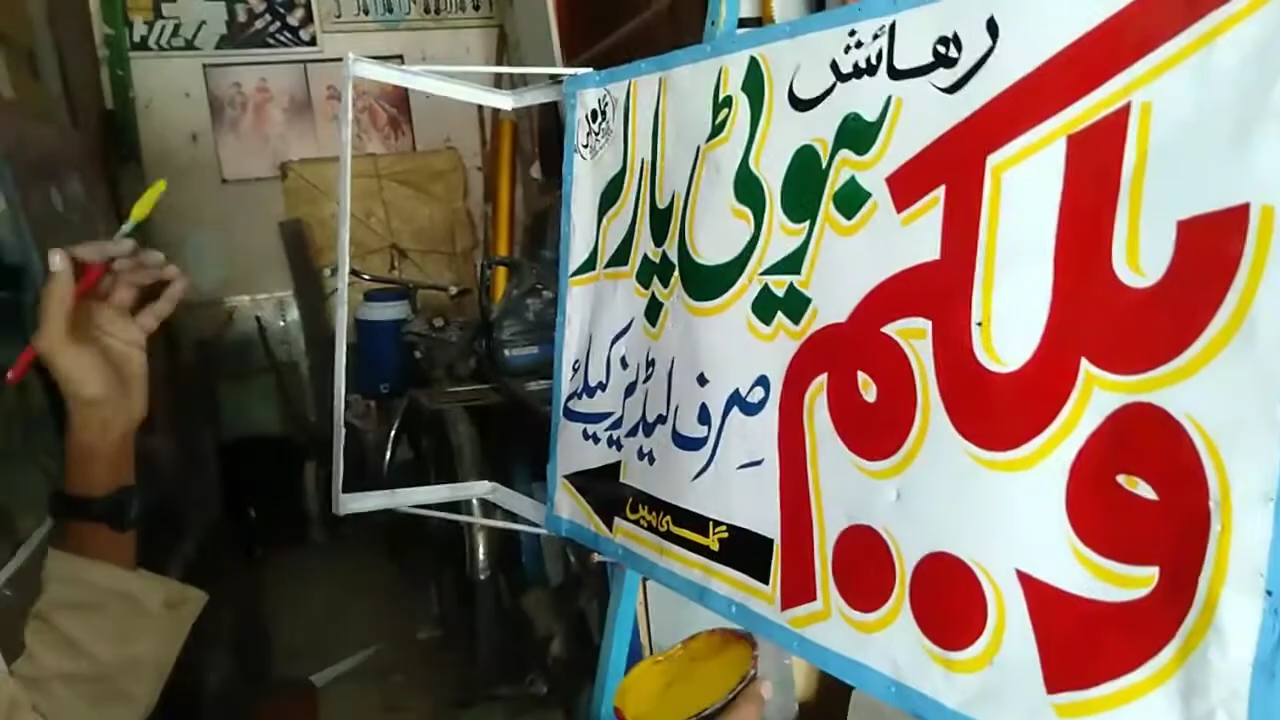 رہائش
ویلکم
بیوٹی پارلر
صرف لیڈیز کیلئے
گلی میں